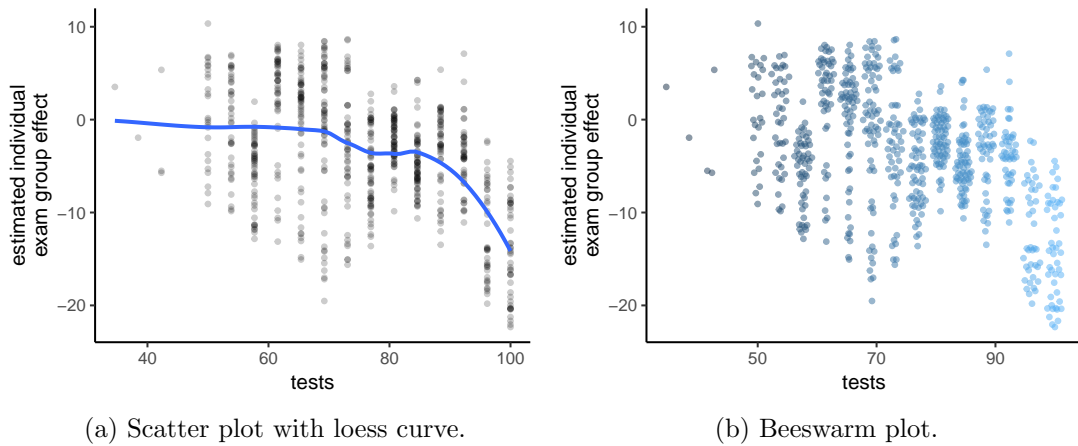 10
0
−10
−20
estimated individual
exam group effect
40
60
80
100
tests
(a) Scatter plot with loess curve.
10
0
−10
−20
estimated individual
exam group effect
50
70
90
tests
(b) Beeswarm plot.